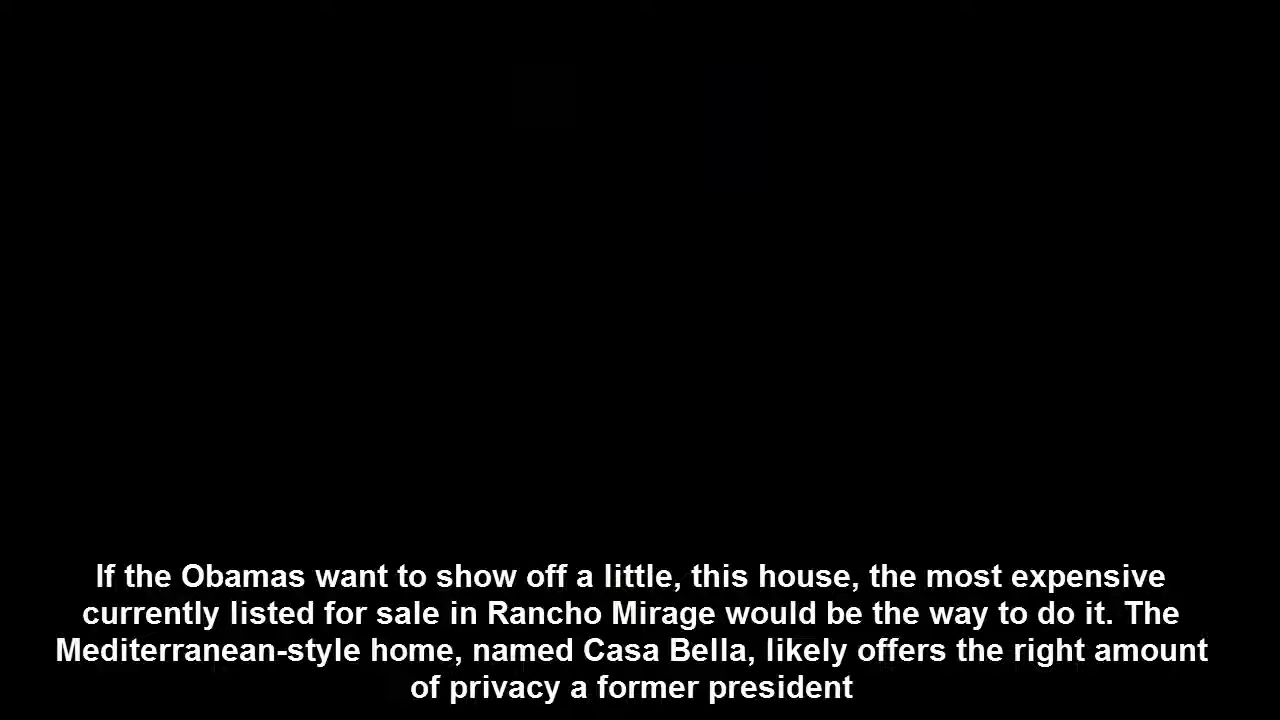 If the Obamas want to show off a little, this house, the most expensive
currently listed for sale in Rancho Mirage would be the way to do it. The
Mediterranean-style home, named Casa Bella, likely offers the right amount
of privacy a former president